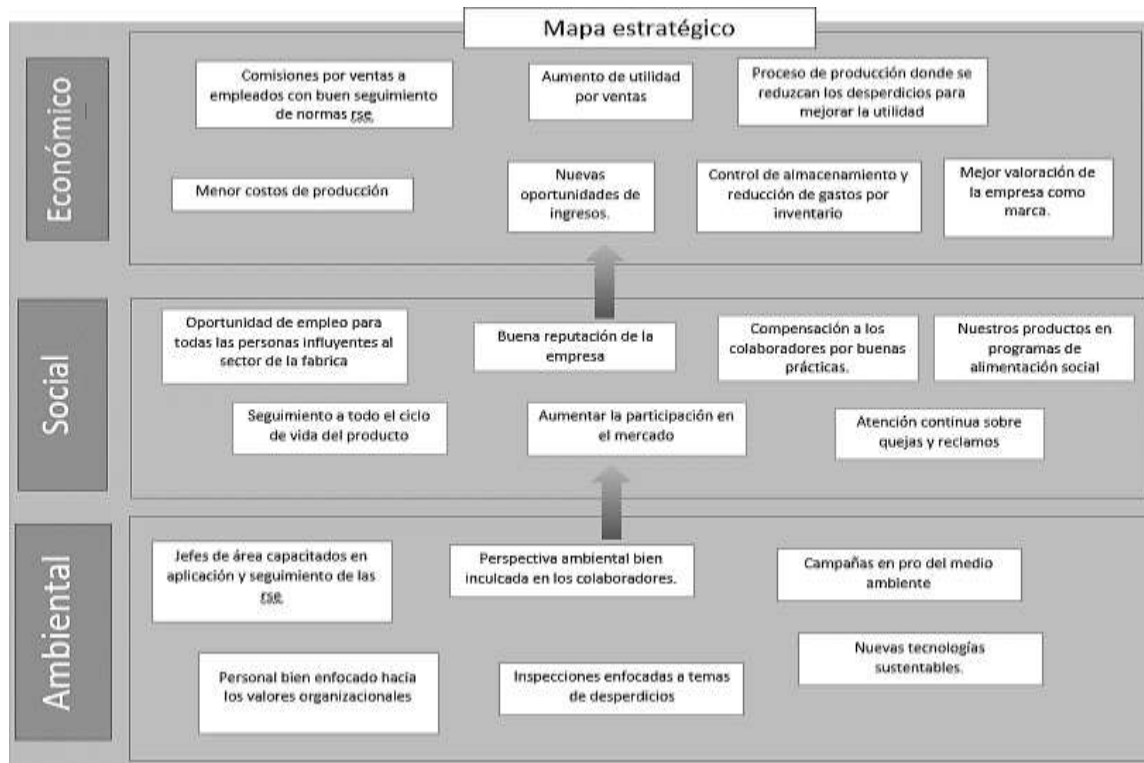 Mapa estratégico
Económico
Comisiones por ventas a
empleados con buen seguimiento
de normas rse
Aumento de utilidad
por ventas
Proceso de producción donde se
reduzcan los desperdicios para
mejorar la utilidad
Menor costos de producción
Nuevas
oportunidades de
ingresos.
Control de almacenamiento y
reducción de gastos por
inventario
Mejor valoración de
la empresa como
marca.
Social
Oportunidad de empleo para
todas las personas influyentes al
sector de la fabrica
Buena reputación de la
empresa
Compensación a los
colaboradores por buenas
prácticas.
Nuestros productos en
programas de
alimentación social
Seguimiento a todo el ciclo
de vida del producto
Aumentar la participación en
el mercado
Atención continua sobre
quejas y reclamos
Ambiental
Jefes de área capacitados en
aplicación y seguimiento de las
rse
Perspectiva ambiental bien
inculcada en los colaboradores.
Campañas en pro del medio
ambiente
Personal bien enfocado hacia
los valores organizacionales
Inspecciones enfocadas a temas
de desperdicios
Nuevas tecnologías
sustentables.